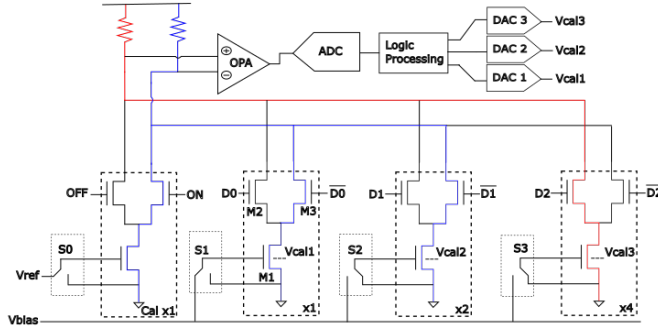 DAC 3
Vcal3
OPA
ADC
Logic
Processing
DAC 2
Vcal2
DAC 1
Vcal1
OFF
ON
D0
M2
M3
D0
D1
D1
D2
D2
S0
S1
Vcal1
S2
Vcal2
S3
Vcal3
Vref
M1
Cal x1
x1
x2
x4
Vbias